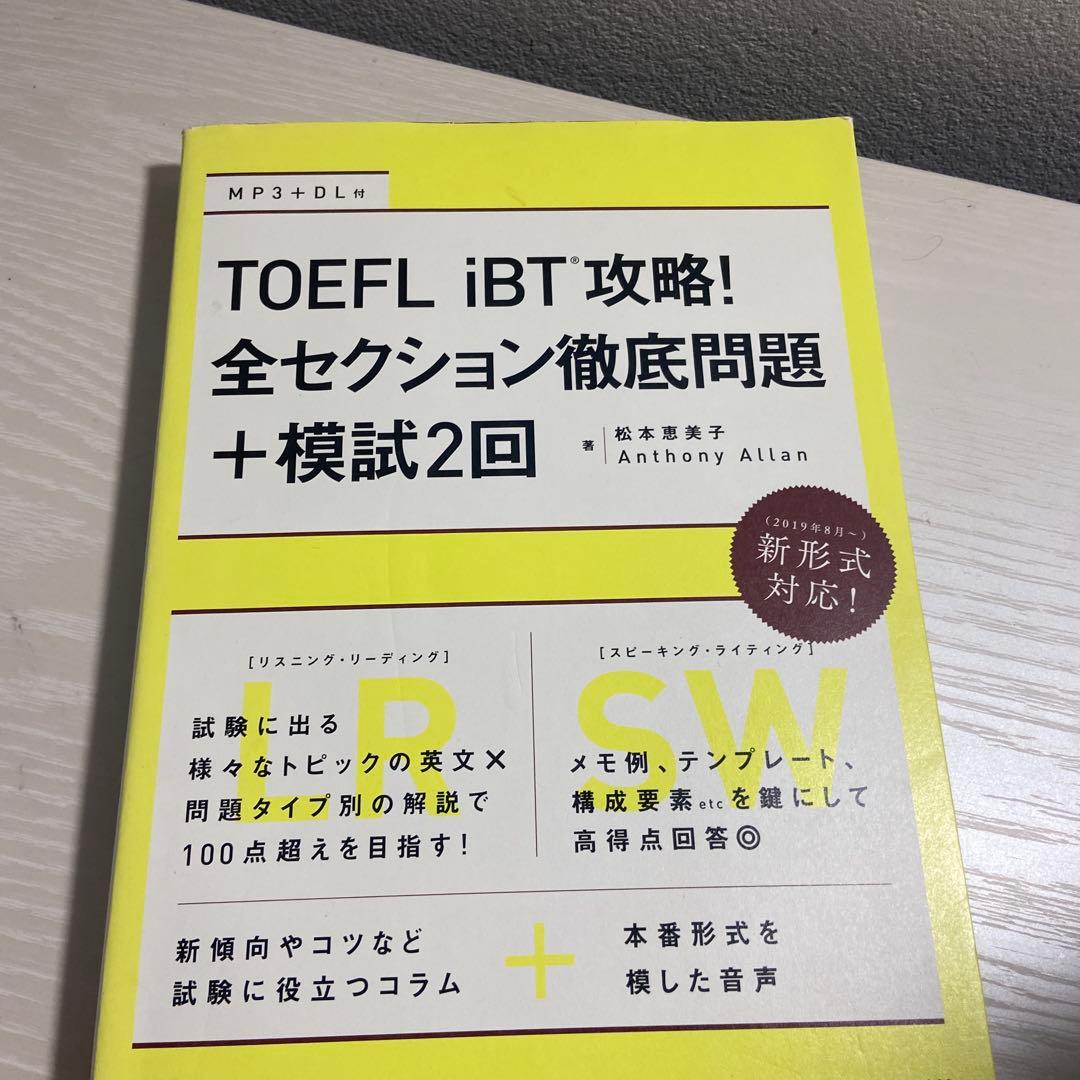 MP3+DL付
TOEFL iBT®攻略!
全セクション徹底問題
+模試2回
著
松本恵美子
Anthony Allan
(2019年8月~)
新形式
対応!
[リスニング・リーディング]
LR
試験に出る
様々なトピックの英文×
問題タイプ別の解説で
100点超えを目指す!
[スピーキング・ライティング]
SW
メモ例、テンプレート、
構成要素etcを鍵にして
高得点回答◎
新傾向やコツなど
試験に役立つコラム
+
本番形式を
模した音声